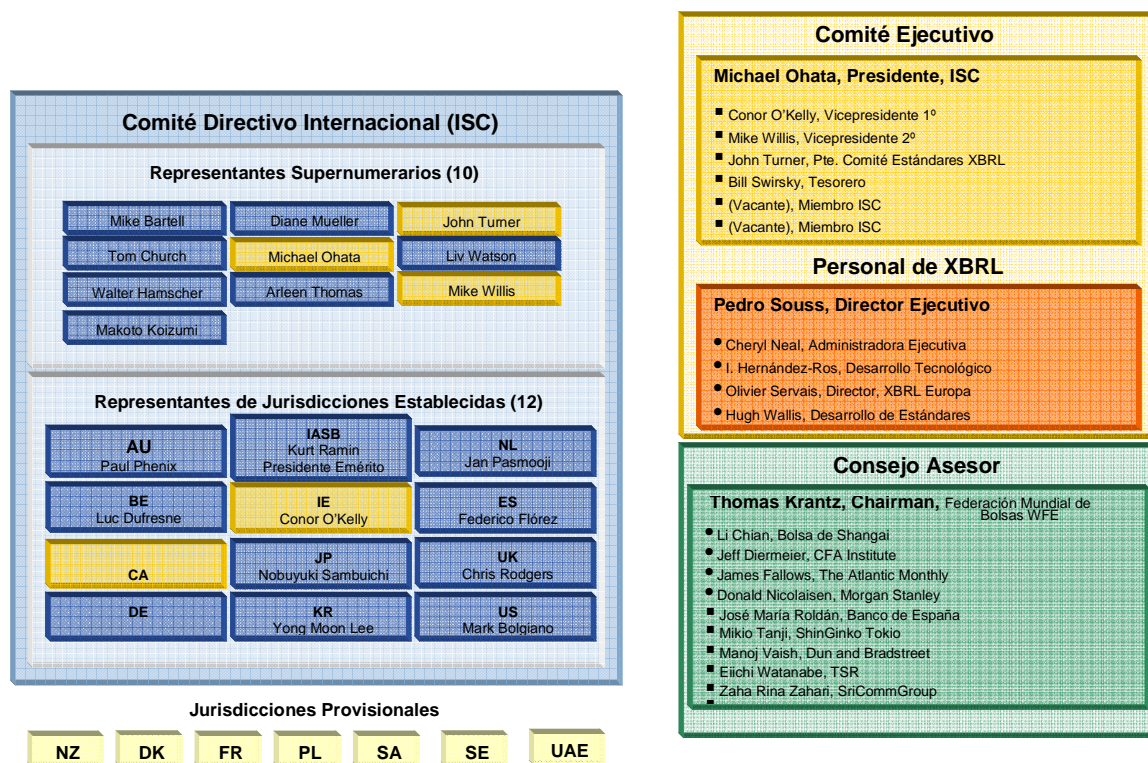 Comité Directivo Internacional (ISC)
Representantes Supernumerarios (10)
Mike Bartell
Diane Mueller
John Turner
Tom Church
Michael Ohata
Liv Watson
Walter Hamscher
Arleen Thomas
Mike Willis
Makoto Koizumi
Representantes de Jurisdicciones Establecidas (12)
AU
Paul Phenix
IASB
Kurt Ramin
Presidente Emérito
NL
Jan Pasmooji
BE
Luc Dufresne
IE
Conor O'Kelly
ES
Federico Flórez
CA
JP
Nobuyuki Sambuichi
UK
Chris Rodgers
DE
KR
Yong Moon Lee
US
Mark Bolgiano
Jurisdicciones Provisionales
NZ
DK
FR
PL
SA
SE
UAE
Comité Ejecutivo
Michael Ohata, Presidente, ISC
▪ Conor O'Kelly, Vicepresidente 1º
▪ Mike Willis, Vicepresidente 2º
▪ John Turner, Pte. Comité Estándares XBRL
▪ Bill Swirsky, Tesorero
▪ (Vacante), Miembro ISC
▪ (Vacante), Miembro ISC
Personal de XBRL
Pedro Souss, Director Ejecutivo
• Cheryl Neal, Administradora Ejecutiva
• I. Hernández-Ros, Desarrollo Tecnológico
• Olivier Servais, Director, XBRL Europa
• Hugh Wallis, Desarrollo de Estándares
Consejo Asesor
Thomas Krantz, Chairman, Federación Mundial de
Bolsas WFE
• Li Chian, Bolsa de Shangai
• Jeff Diermeier, CFA Institute
• James Fallows, The Atlantic Monthly
• Donald Nicolaisen, Morgan Stanley
▪ José María Roldán, Banco de España
▪ Mikio Tanji, ShinGinko Tokio
▪ Manoj Vaish, Dun and Bradstreet
▪ Eiichi Watanabe, TSR
▪ Zaha Rina Zahari, SriCommGroup